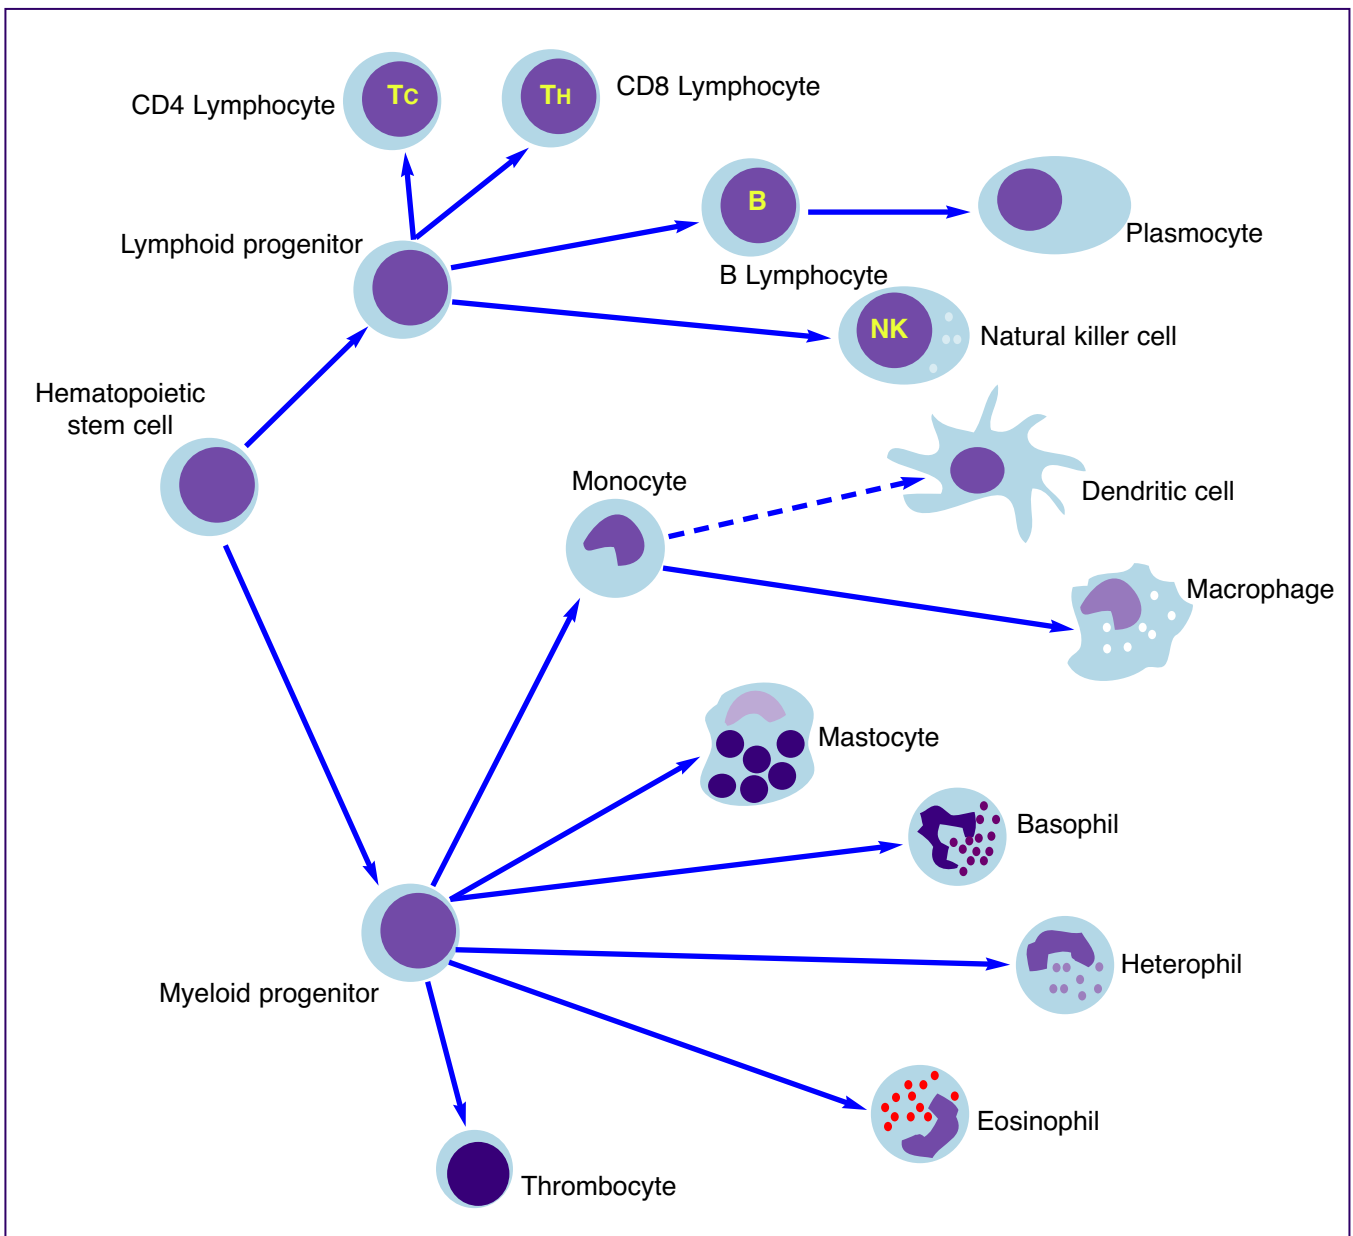 CD4 Lymphocyte
TC
TH
CD8 Lymphocyte
B
Plasmocyte
Lymphoid progenitor
B Lymphocyte
NK
Natural killer cell
Hematopoietic
stem cell
Monocyte
Dendritic cell
Macrophage
Mastocyte
Basophil
Heterophil
Myeloid progenitor
Eosinophil
Thrombocyte